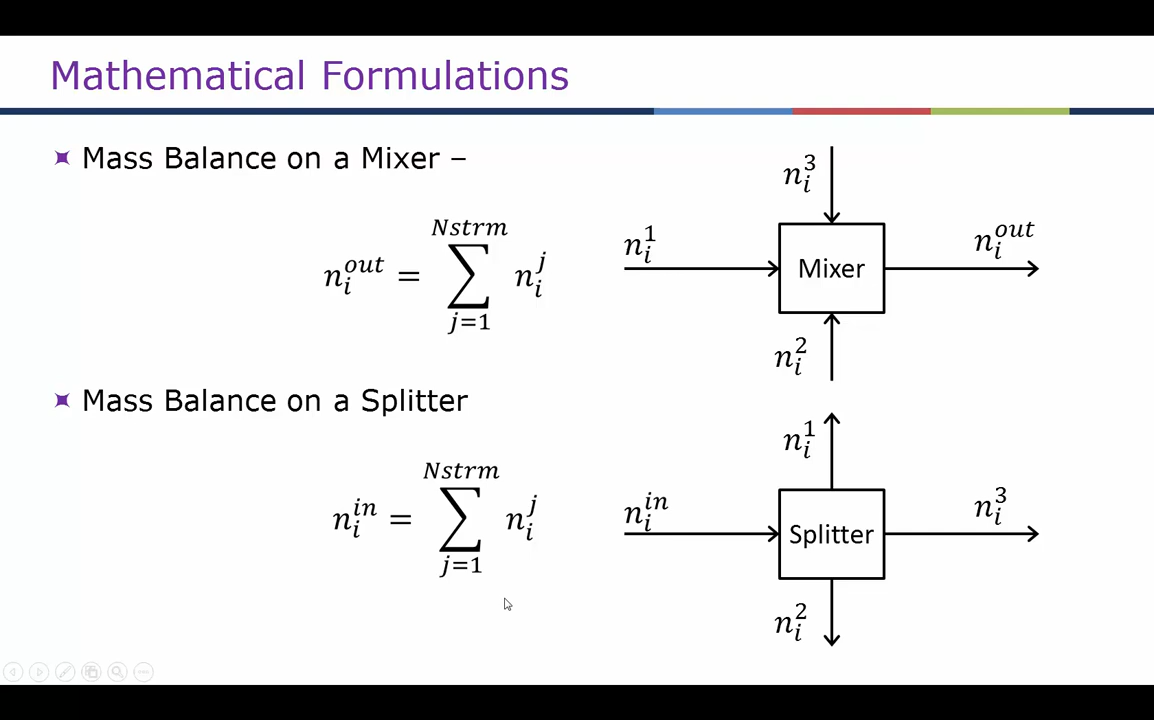 Mathematical Formulations
Mass Balance on a Mixer –
$n_i^{out} = \sum_{j=1}^{Nstrm} n_i^j$
$n_i^3$
$n_i^1$
Mixer
$n_i^{out}$
$n_i^2$
Mass Balance on a Splitter
$n_i^{in} = \sum_{j=1}^{Nstrm} n_i^j$
$n_i^1$
$n_i^{in}$
Splitter
$n_i^3$
$n_i^2$